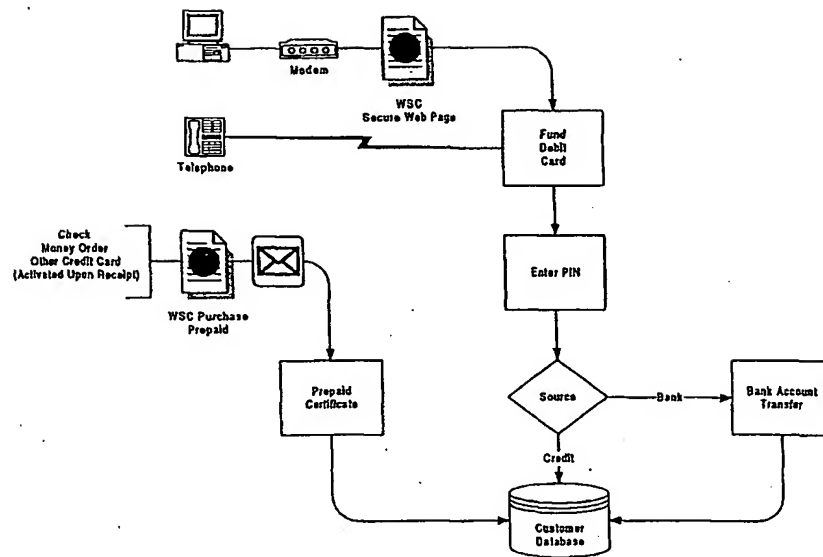 Modem
WSC
Secure Web Page
Telephone
Fund
Debit
Card
Check
Money Order
Other Credit Card
(Activated Upon Receipt)
WSC Purchase
Prepaid
Enter PIN
Prepaid
Certificate
Source
Bank
Bank Account
Transfer
Credit
Customer
Database